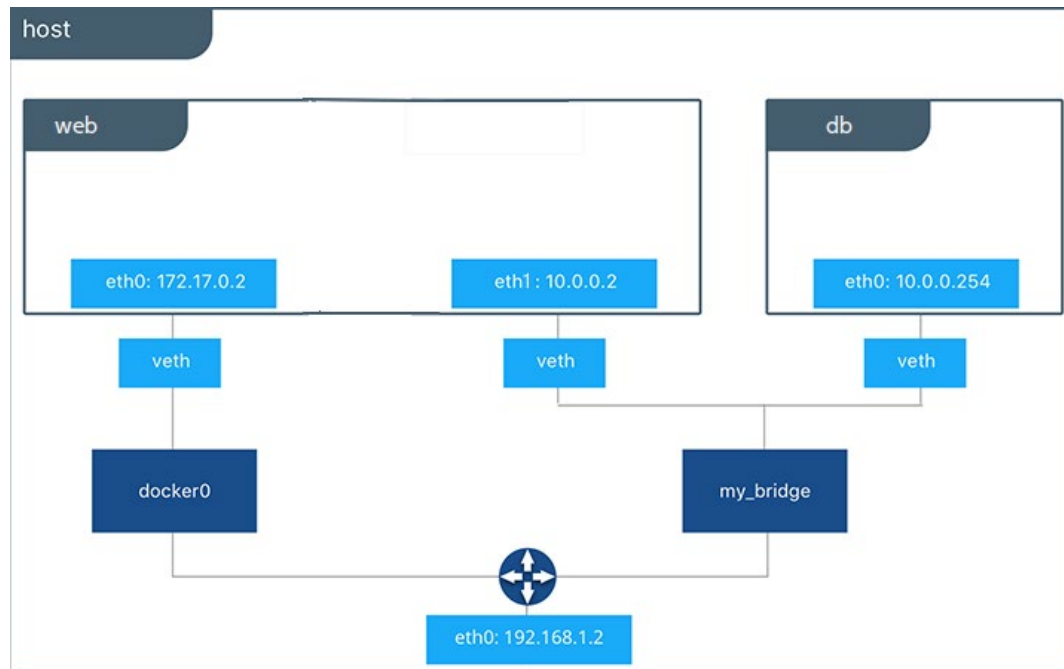 host
web
db
eth0: 172.17.0.2
eth1 : 10.0.0.2
eth0: 10.0.0.254
veth
veth
veth
docker0
my_bridge
eth0: 192.168.1.2